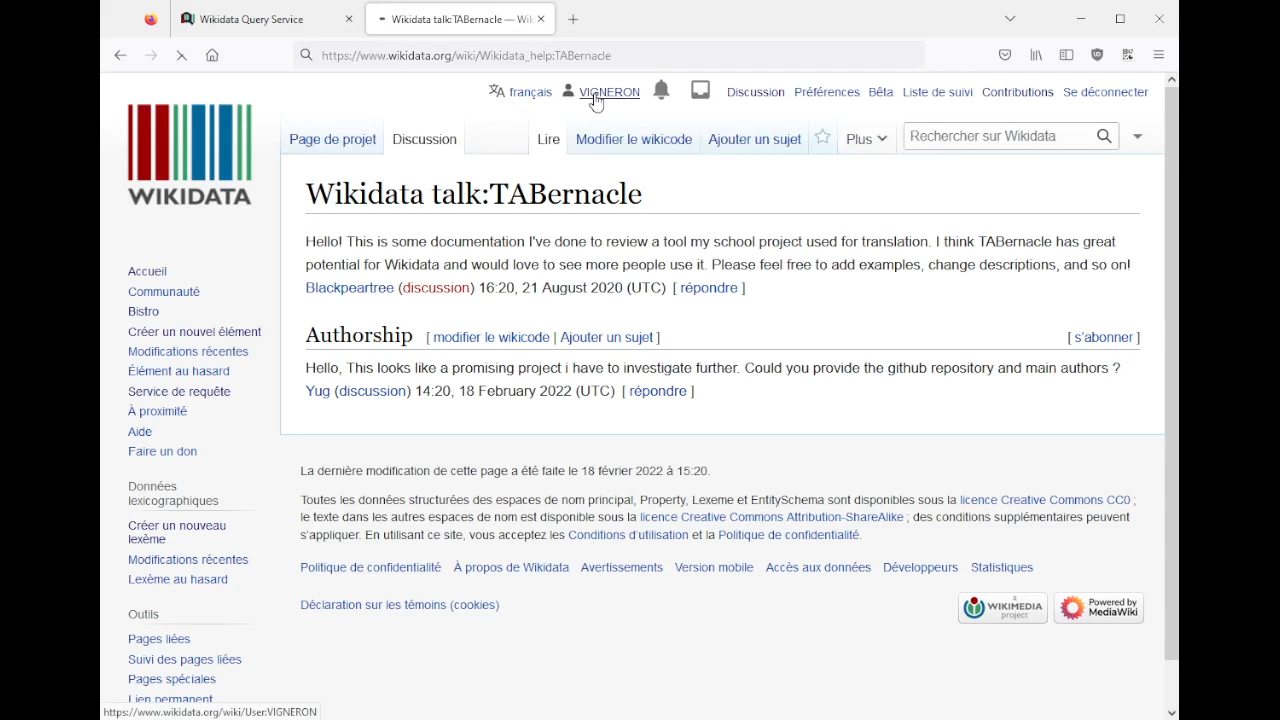 Wikidata Query Service
Wikidata talk:TABernacle — Wik
https://www.wikidata.org/wiki/Wikidata_help:TABernacle
français VIGNERON Discussion Préférences Bêta Liste de suivi Contributions Se déconnecter
Page de projet Discussion Lire Modifier le wikicode Ajouter un sujet Plus Rechercher sur Wikidata
WIKIDATA
Wikidata talk:TABernacle
Hello! This is some documentation I've done to review a tool my school project used for translation. I think TABernacle has great
potential for Wikidata and would love to see more people use it. Please feel free to add examples, change descriptions, and so on!
Blackpeartree (discussion) 16:20, 21 August 2020 (UTC) [ répondre ]
Authorship [ modifier le wikicode | Ajouter un sujet ] [ s'abonner ]
Hello, This looks like a promising project i have to investigate further. Could you provide the github repository and main authors ?
Yug (discussion) 14:20, 18 February 2022 (UTC) [ répondre ]
Accueil
Communauté
Bistro
Créer un nouvel élément
Modifications récentes
Élément au hasard
Service de requête
À proximité
Aide
Faire un don
Données
lexicographiques
Créer un nouveau
lexème
Modifications récentes
Lexème au hasard
Outils
Pages liées
Suivi des pages liées
Pages spéciales
Lien permanent
La dernière modification de cette page a été faite le 18 février 2022 à 15:20.
Toutes les données structurées des espaces de nom principal, Property, Lexeme et EntitySchema sont disponibles sous la licence Creative Commons CC0 ;
le texte dans les autres espaces de nom est disponible sous la licence Creative Commons Attribution-ShareAlike ; des conditions supplémentaires peuvent
s'appliquer. En utilisant ce site, vous acceptez les Conditions d'utilisation et la Politique de confidentialité.
Politique de confidentialité À propos de Wikidata Avertissements Version mobile Accès aux données Développeurs Statistiques
Déclaration sur les témoins (cookies)
a
WIKIMEDIA
project
Powered by
MediaWiki
https://www.wikidata.org/wiki/User:VIGNERON